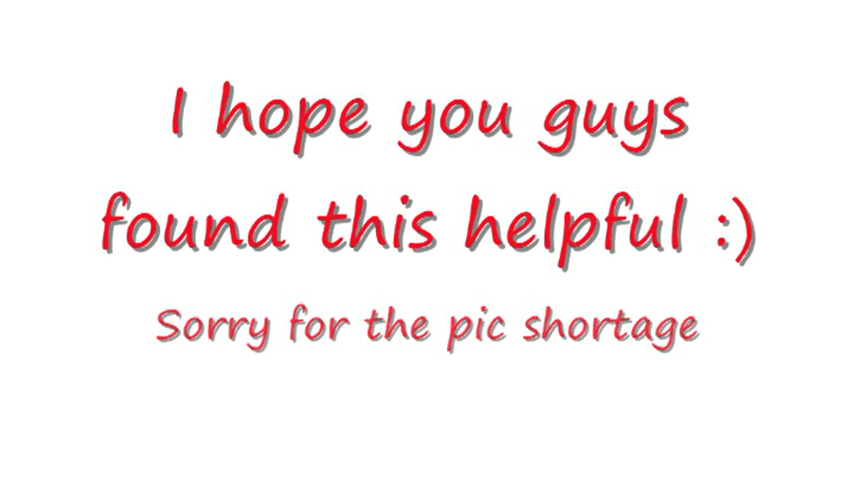 I hope you guys
found this helpful :)
Sorry for the pic shortage